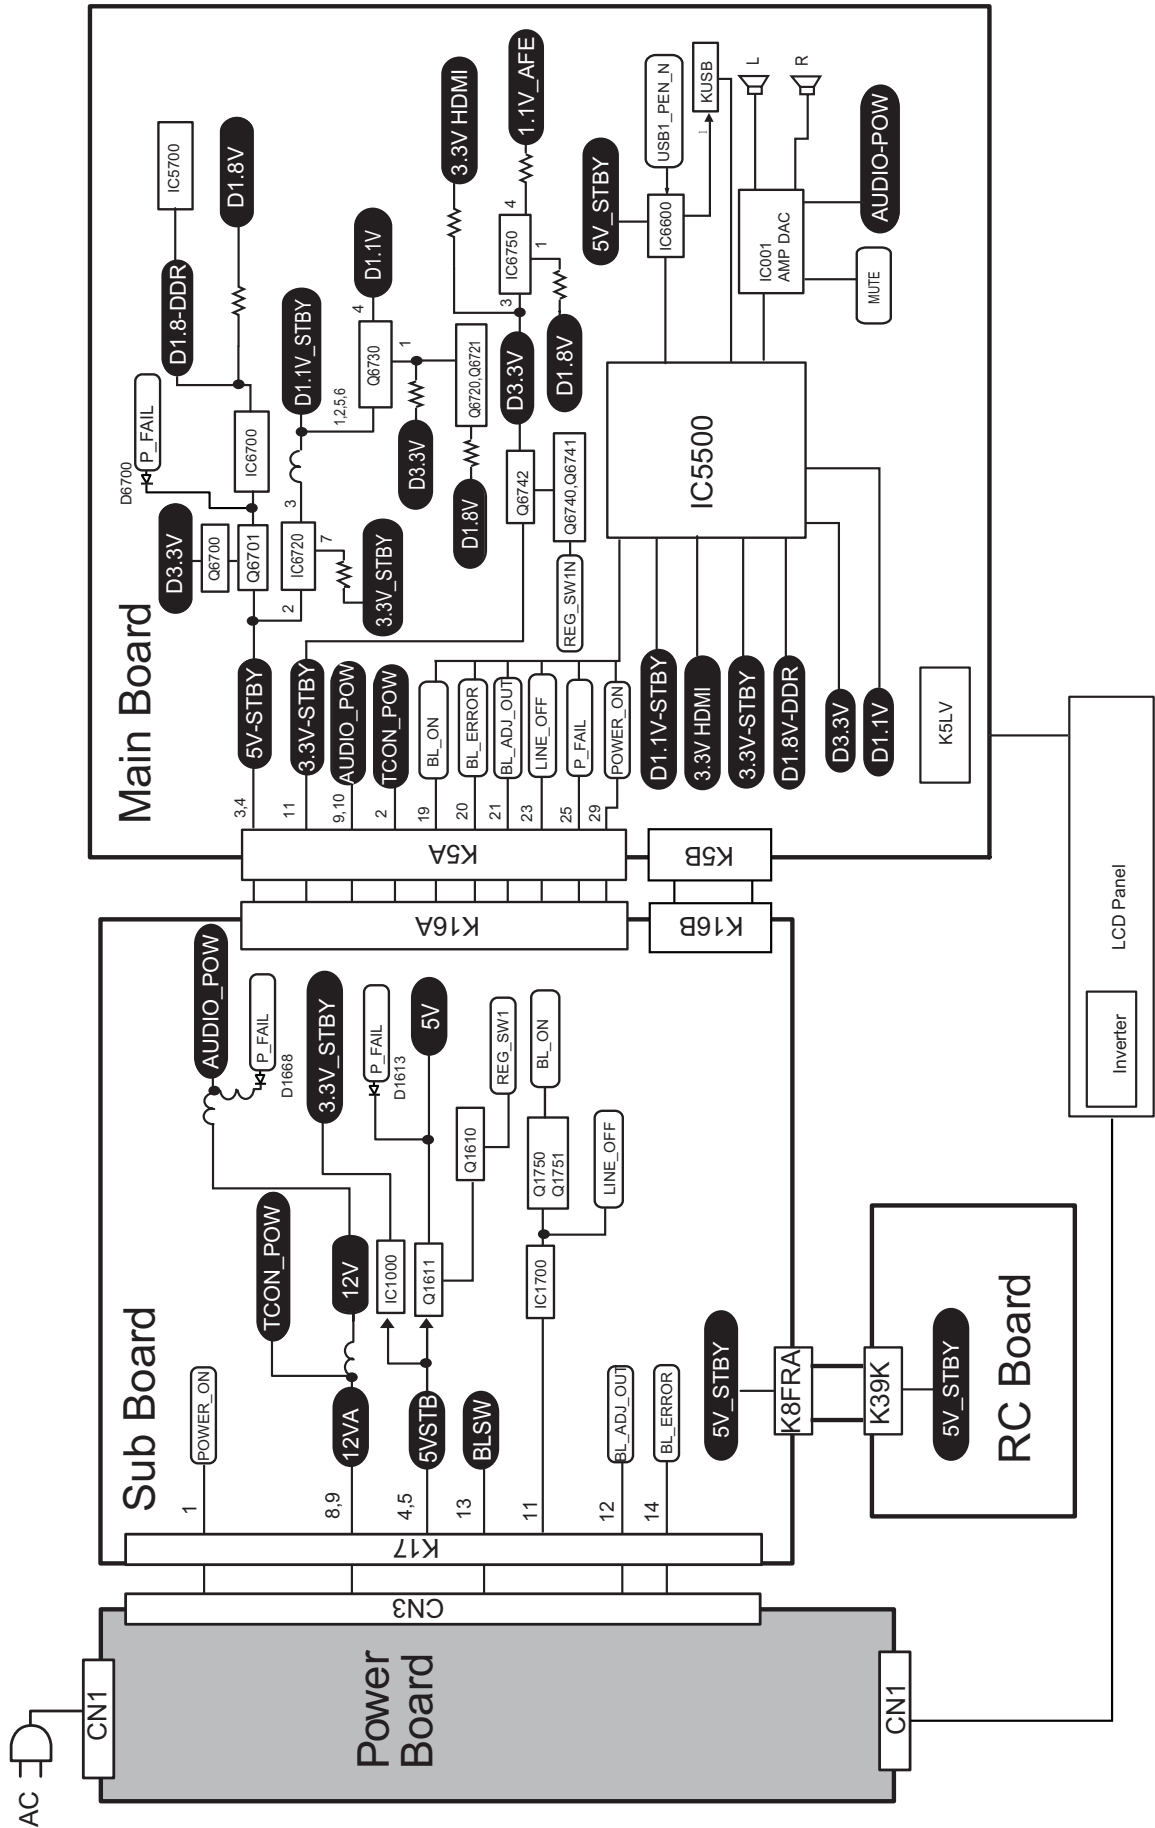 AC
CN1
Power
Board
CN3
CN1
Sub Board
K17
1
POWER_ON
8,9
12VA
TCON_POW
12V
AUDIO_POW
P_FAIL
D1668
4,5
5VSTB
IC1000
3.3V_STBY
Q1611
P_FAIL
D1613
5V
Q1610
REG_SW1
13
BLSW
11
IC1700
Q1750
Q1751
BL_ON
LINE_OFF
12
BL_ADJ_OUT
14
BL_ERROR
5V_STBY
K8FRA
K16A
K16B
RC Board
K39K
5V_STBY
Main Board
K5A
K5B
3,4
5V-STBY
11
3.3V-STBY
9,10
AUDIO_POW
2
TCON_POW
19
BL_ON
20
BL_ERROR
21
BL_ADJ_OUT
23
LINE_OFF
25
P_FAIL
29
POWER_ON
D3.3V
Q6700
Q6701
D6700
P_FAIL
IC6700
D1.8-DDR
IC5700
D1.8V
2
IC6720
3
7
3.3V_STBY
D1.1V_STBY
1,2,5,6
Q6730
4
D1.1V
1
D3.3V
Q6720,Q6721
D1.8V
Q6742
Q6740,Q6741
REG_SW1N
D3.3V
3.3V HDMI
3
IC6750
4
1.1V_AFE
1
D1.8V
5V_STBY
IC6600
USB1_PEN_N
1
KUSB
L
R
IC001
AMP DAC
AUDIO-POW
MUTE
IC5500
D1.1V-STBY
3.3V HDMI
3.3V-STBY
D1.8V-DDR
D3.3V
D1.1V
K5LV
LCD Panel
Inverter